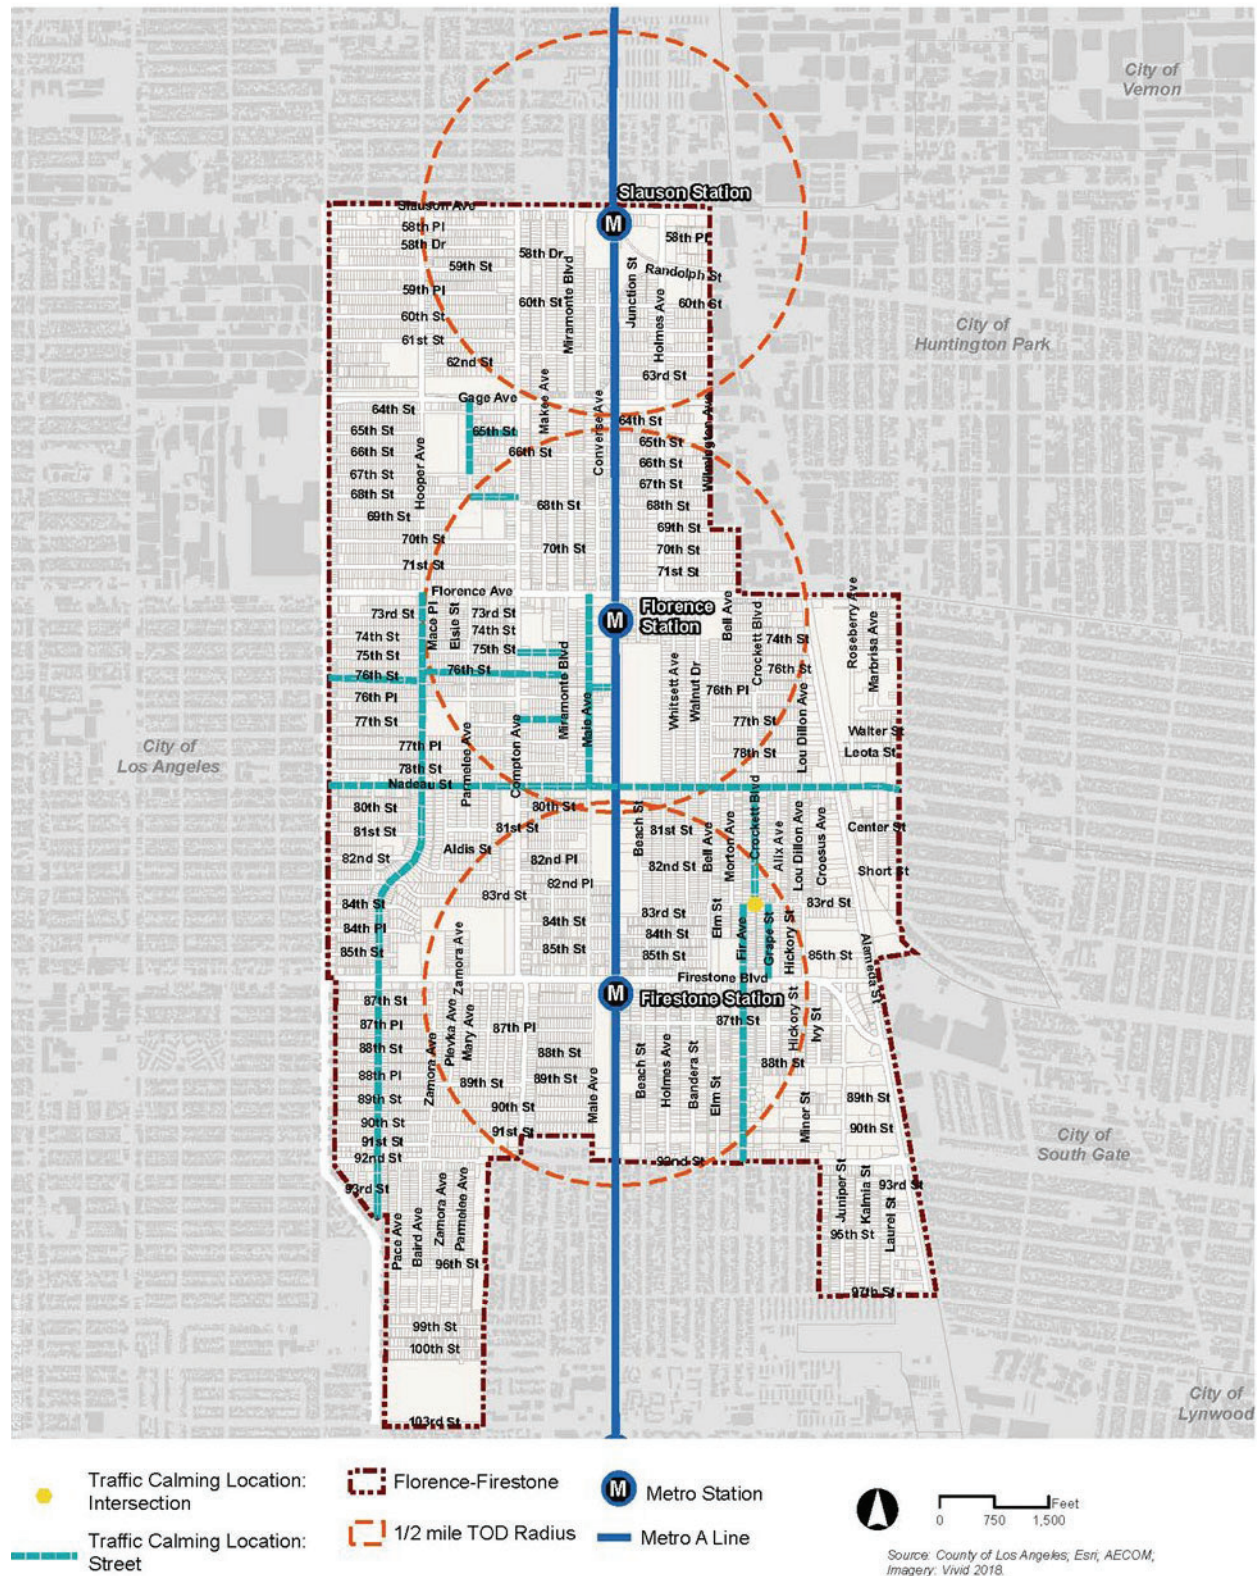 City of
Vernon
Slauson Station
Slauson Ave
M
58th Pl
58th Dr
58th Pl
59th St
58th Dr
Miramonte Blvd
Junction St
Randolph St
59th Pl
60th St
Holmes Ave
60th St
60th St
61st St
City of
Huntington Park
62nd St
63rd St
Gage Ave
Makee Ave
Converse Ave
Wilmington Ave
64th St
64th St
65th St
65th St
65th St
66th St
66th St
66th St
Hooper Ave
67th St
67th St
68th St
68th St
68th St
69th St
69th St
70th St
70th St
70th St
71st St
71st St
Florence Ave
Florence
Station
M
Bell Ave
Crockett Blvd
Roseberry Ave
Marbrisa Ave
73rd St
Mace Pl
Elsie St
73rd St
74th St
74th St
74th St
75th St
75th St
76th St
76th St
76th St
Miramonte Blvd
Maie Ave
Whitsett Ave
Walnut Dr
76th Pl
76th Pl
77th St
77th St
Lou Dillon Ave
Walter St
City of
Los Angeles
77th Pl
Parmelee Ave
Compton Ave
78th St
Leota St
78th St
Nadeau St
80th St
80th St
Beach St
Crockett Blvd
81st St
81st St
81st St
Bell Ave
Morton Ave
Alix Ave
Lou Dillon Ave
Croesus Ave
Center St
82nd St
Aldis St
82nd Pl
82nd St
Short St
82nd Pl
83rd St
84th St
83rd St
Elm St
83rd St
84th Pl
Zamora Ave
84th St
84th St
Fir Ave
Grape St
Hickory St
85th St
85th St
85th St
85th St
Alameda St
Firestone Blvd
M
Firestone Station
87th St
87th St
Hickory St
Ivy St
87th Pl
Plevka Ave
Mary Ave
87th Pl
88th St
Zamora Ave
88th St
88th St
88th Pl
89th St
89th St
Maie Ave
Beach St
Holmes Ave
Bandera St
Elm St
Miner St
89th St
89th St
90th St
90th St
90th St
91st St
91st St
92nd St
92nd St
City of
South Gate
93rd St
Juniper St
Kalmia St
93rd St
Laurel St
Pace Ave
Baird Ave
Zamora Ave
Parmelee Ave
95th St
96th St
97th St
99th St
100th St
103rd St
City of
Lynwood
Traffic Calming Location:
Intersection
Traffic Calming Location:
Street
Florence-Firestone
1/2 mile TOD Radius
M
Metro Station
Metro A Line
Feet
0 750 1,500
Source: County of Los Angeles; Esri; AECOM;
Imagery: Vivid 2018.